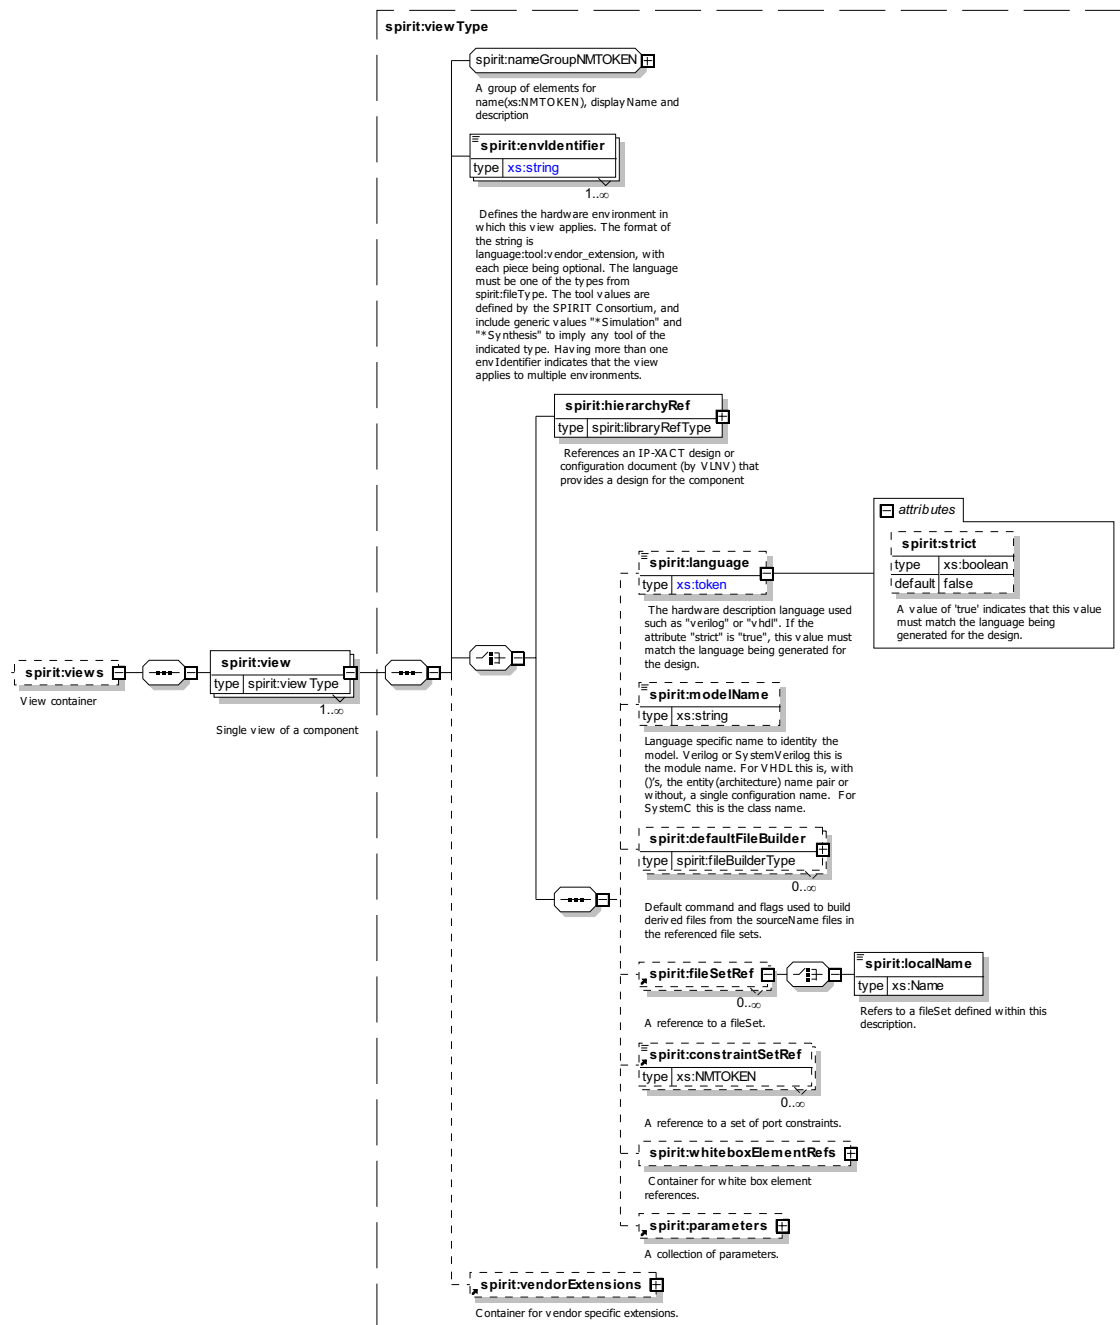 spirit:viewType
spirit:nameGroupNMTOKEN
A group of elements for
name(xs:NMTOKEN), displayName and
description
spirit:envIdentifier
type xs:string
1..∞
Defines the hardware environment in
which this view applies. The format of
the string is
language:tool:vendor_extension, with
each piece being optional. The language
must be one of the types from
spirit:fileType. The tool values are
defined by the SPIRIT Consortium, and
include generic values "*Simulation" and
"*Synthesis" to imply any tool of the
indicated type. Having more than one
envIdentifier indicates that the view
applies to multiple environments.
spirit:hierarchyRef
type spirit:libraryRefType
References an IP-XACT design or
configuration document (by VLNV) that
provides a design for the component
attributes
spirit:strict
type xs:boolean
default false
A value of 'true' indicates that this value
must match the language being
generated for the design.
spirit:language
type xs:token
The hardware description language used
such as "verilog" or "vhdl". If the
attribute "strict" is "true", this value must
match the language being generated for
the design.
spirit:views
View container
spirit:view
type spirit:viewType
1..∞
Single view of a component
spirit:modelName
type xs:string
Language specific name to identity the
model. Verilog or SystemVerilog this is
the module name. For VHDL this is, with
()'s, the entity(architecture) name pair or
without, a single configuration name. For
SystemC this is the class name.
spirit:defaultFileBuilder
type spirit:fileBuilderType
0..∞
Default command and flags used to build
derived files from the sourceName files in
the referenced file sets.
spirit:fileSetRef
0..∞
A reference to a fileSet.
spirit:localName
type xs:Name
Refers to a fileSet defined within this
description.
spirit:constraintSetRef
type xs:NMTOKEN
0..∞
A reference to a set of port constraints.
spirit:whiteboxElementRefs
Container for white box element
references.
spirit:parameters
A collection of parameters.
spirit:vendorExtensions
Container for vendor specific extensions.